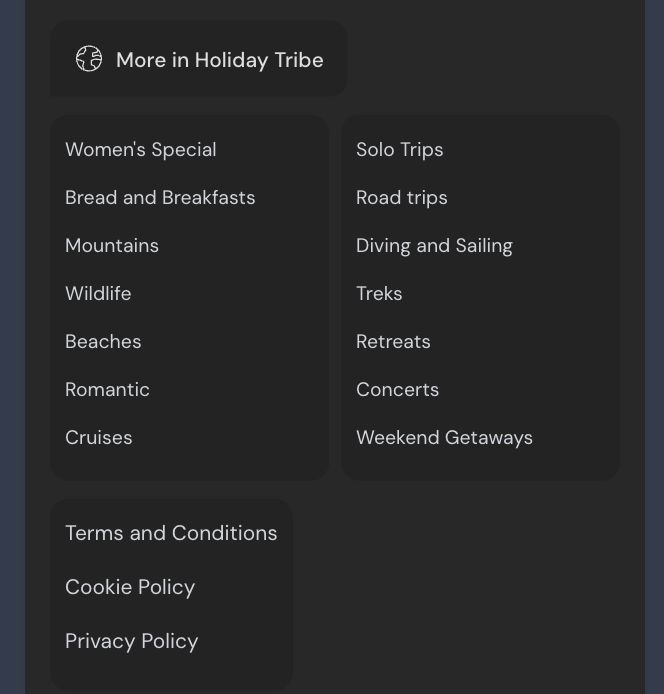 More in Holiday Tribe
Women's Special
Bread and Breakfasts
Mountains
Wildlife
Beaches
Romantic
Cruises
Solo Trips
Road trips
Diving and Sailing
Treks
Retreats
Concerts
Weekend Getaways
Terms and Conditions
Cookie Policy
Privacy Policy